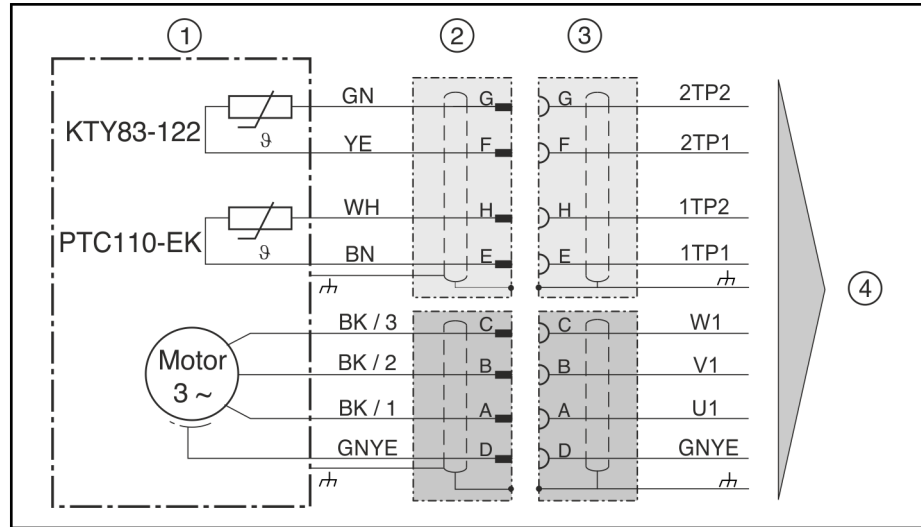 1 2 3
KTY83-122 ϑ GN G G 2TP2
YE F F 2TP1
PTC110-EK ϑ WH H H 1TP2
BN E E 1TP1
4
Motor 3 ~
BK / 3 C C W1
BK / 2 B B V1
BK / 1 A A U1
GNYE D D GNYE